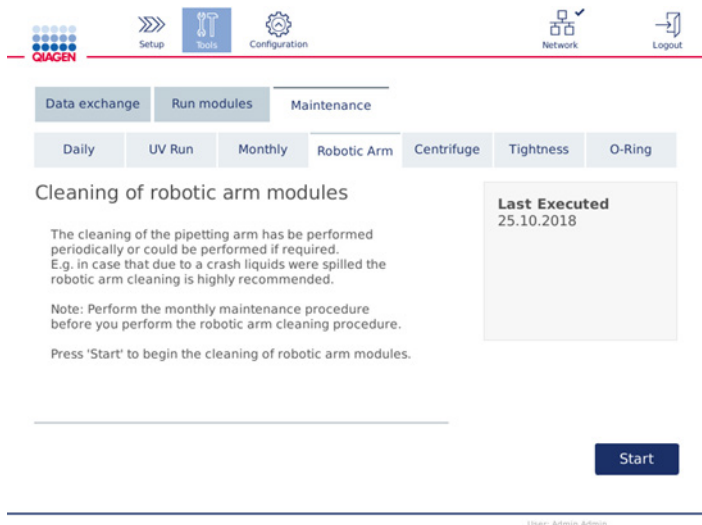 QIAGEN
Setup
Tools
Configuration
Network
Logout
Data exchange
Run modules
Maintenance
Daily
UV Run
Monthly
Robotic Arm
Centrifuge
Tightness
O-Ring
Cleaning of robotic arm modules
The cleaning of the pipetting arm has be performed
periodically or could be performed if required.
E.g. in case that due to a crash liquids were spilled the
robotic arm cleaning is highly recommended.
Note: Perform the monthly maintenance procedure
before you perform the robotic arm cleaning procedure.
Press 'Start' to begin the cleaning of robotic arm modules.
Last Executed
25.10.2018
Start
User: Admin Admin